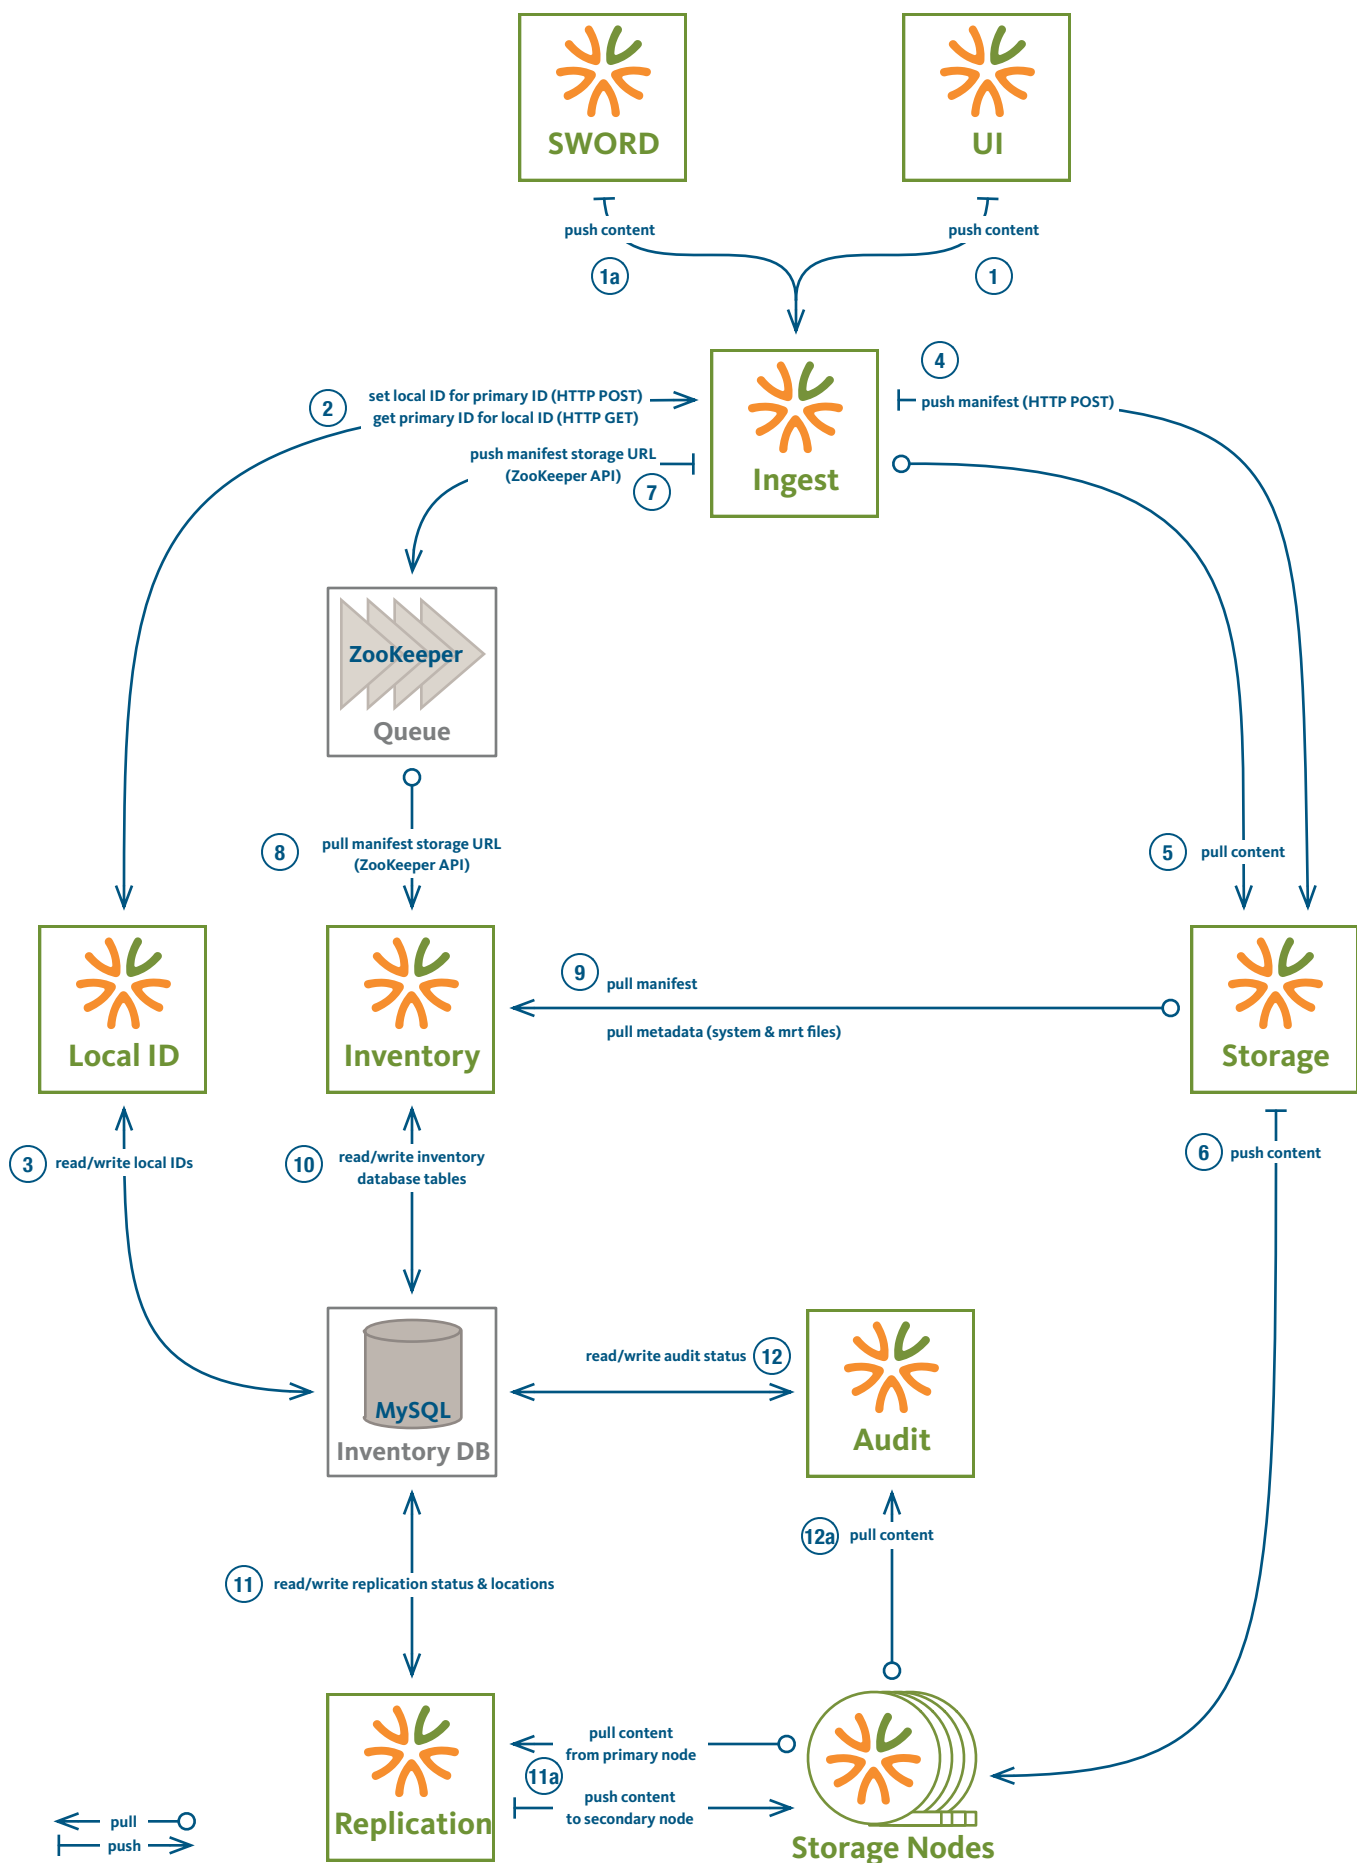 SWORD
UI
push content
push content
1a
1
4
2
set local ID for primary ID (HTTP POST)
get primary ID for local ID (HTTP GET)
push manifest (HTTP POST)
push manifest storage URL
(ZooKeeper API)
7
Ingest
ZooKeeper
Queue
8
pull manifest storage URL
(ZooKeeper API)
5
pull content
9
pull manifest
pull metadata (system & mrt files)
Local ID
Inventory
Storage
3
read/write local IDs
10
read/write inventory
database tables
6
push content
read/write audit status
12
MySQL
Inventory DB
Audit
12a
pull content
11
read/write replication status & locations
pull content
from primary node
11a
push content
to secondary node
Replication
Storage Nodes
pull
push